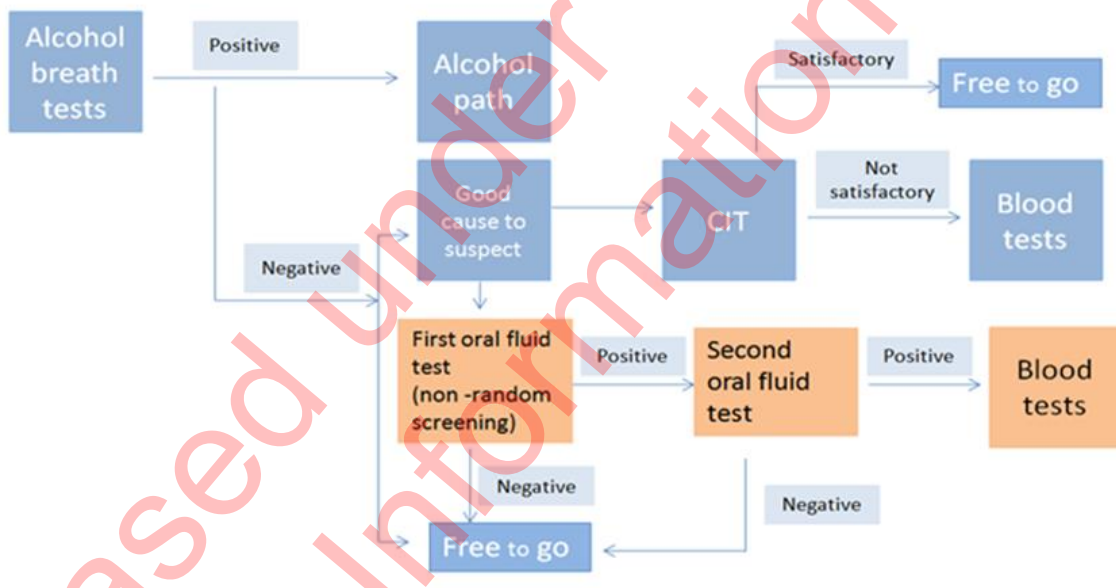 Alcohol
breath
tests
Positive
Alcohol
path
Satisfactory
Free to go
Good
cause to
suspect
CIT
Not
satisfactory
Blood
tests
Negative
First oral fluid
test
(non -random
screening)
Positive
Second
oral fluid
test
Positive
Blood
tests
Negative
Negative
Free to go
ased under
Information